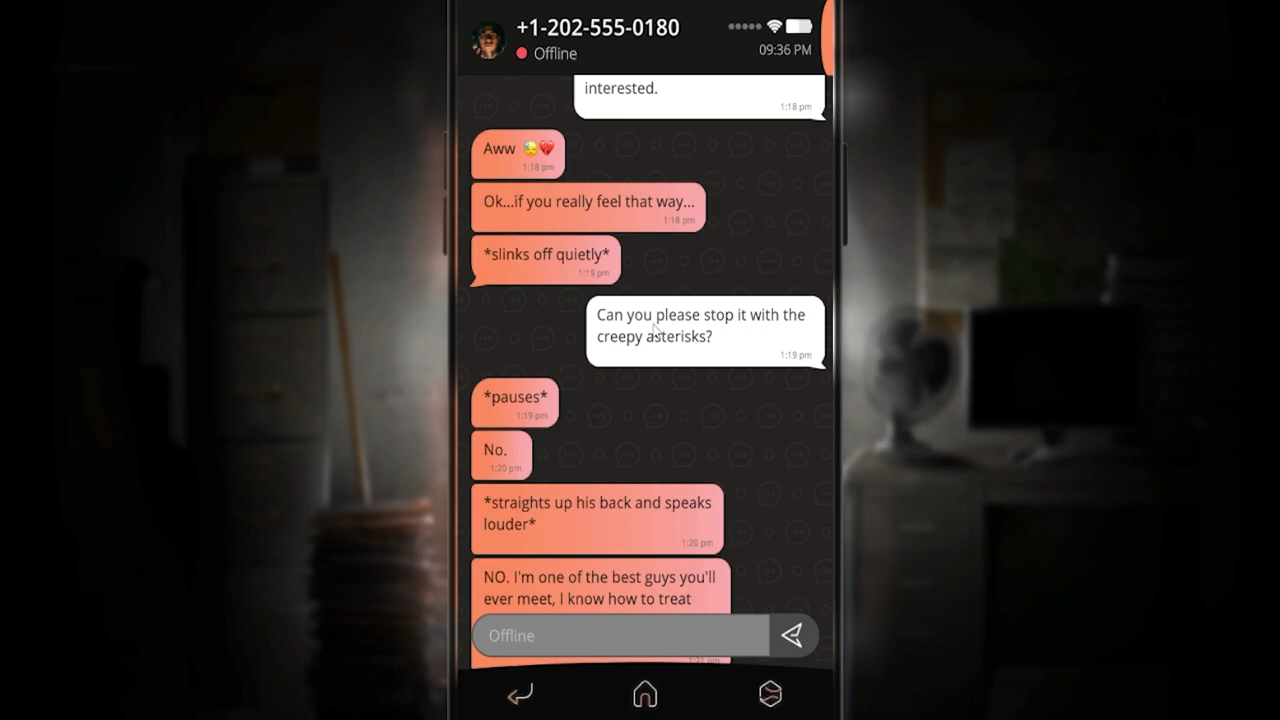 +1-202-555-0180
Offline
09:36 PM
interested.
1:18 pm
Aww 😓💔
1:18 pm
Ok...if you really feel that way...
1:18 pm
*slinks off quietly*
1:19 pm
Can you please stop it with the
creepy asterisks?
1:19 pm
*pauses*
1:19 pm
No.
1:20 pm
*straights up his back and speaks
louder*
1:20 pm
NO. I'm one of the best guys you'll
ever meet, I know how to treat
Offline